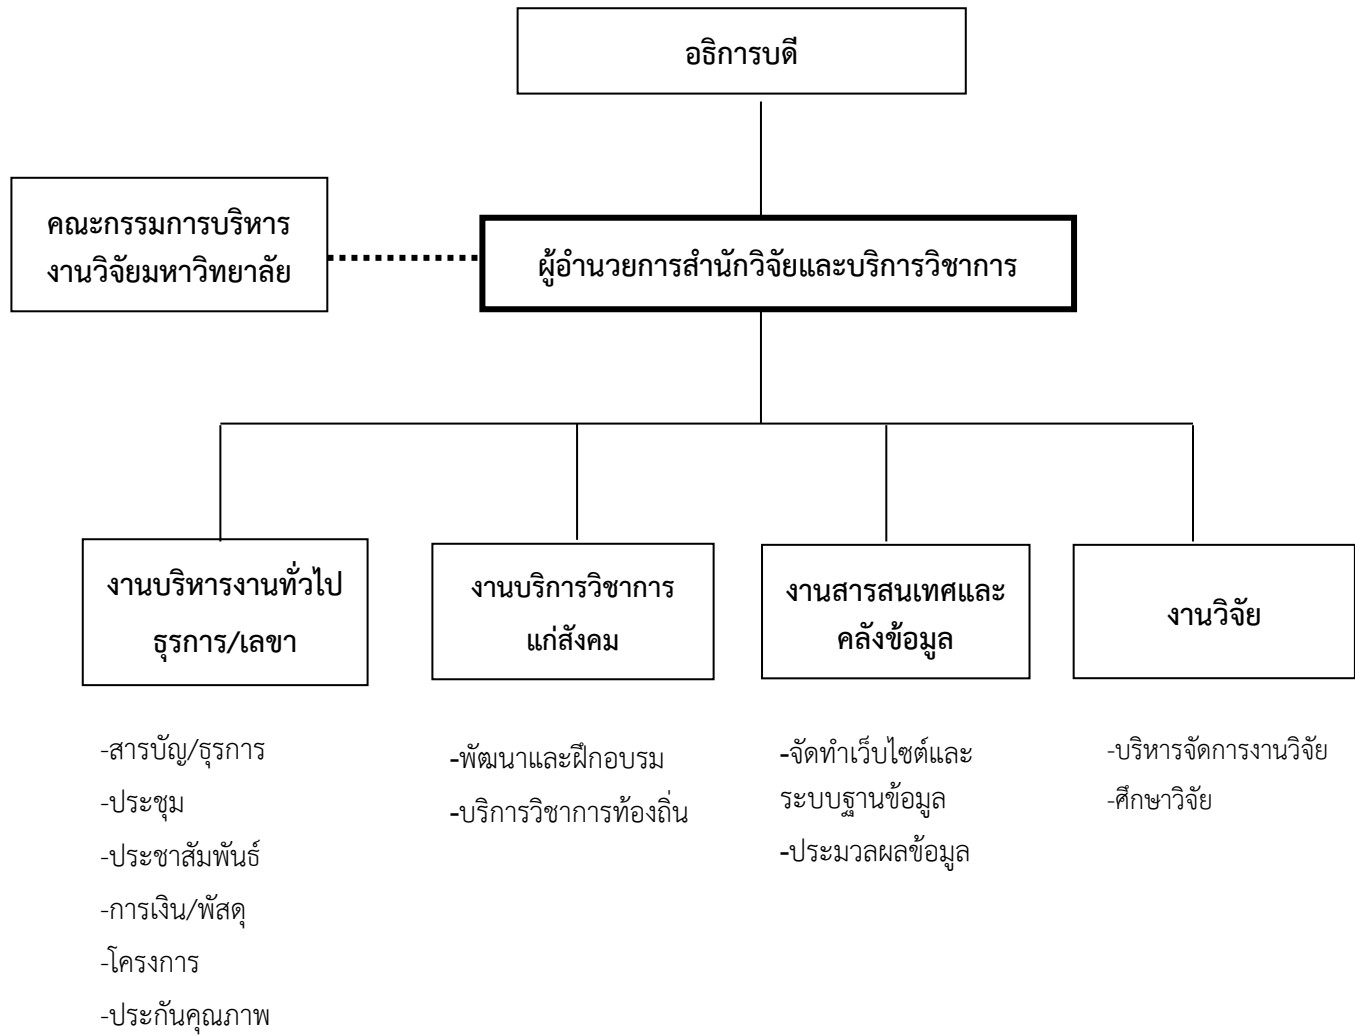 อธิการบดี
คณะกรรมการบริหาร
งานวิจัยมหาวิทยาลัย
ผู้อำนวยการสำนักวิจัยและบริการวิชาการ
งานบริหารงานทั่วไป
ธุรการ/เลขา
งานบริการวิชาการ
แก่สังคม
งานสารสนเทศและ
คลังข้อมูล
งานวิจัย
-สารบัญ/ธุรการ
-ประชุม
-ประชาสัมพันธ์
-การเงิน/พัสดุ
-โครงการ
-ประกันคุณภาพ
-พัฒนาและฝึกอบรม
-บริการวิชาการท้องถิ่น
-จัดทำเว็บไซต์และ
ระบบฐานข้อมูล
-ประมวลผลข้อมูล
-บริหารจัดการงานวิจัย
-ศึกษาวิจัย